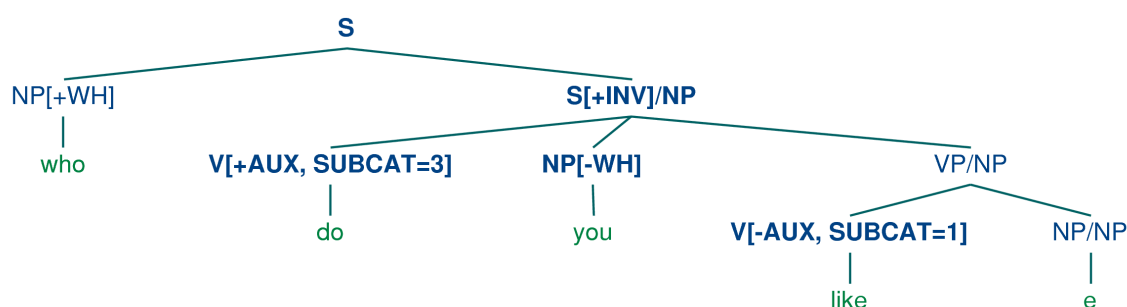 S
NP[+WH] S[+INV]/NP
who V[+AUX, SUBCAT=3] NP[-WH] VP/NP
do you V[-AUX, SUBCAT=1] NP/NP
like e